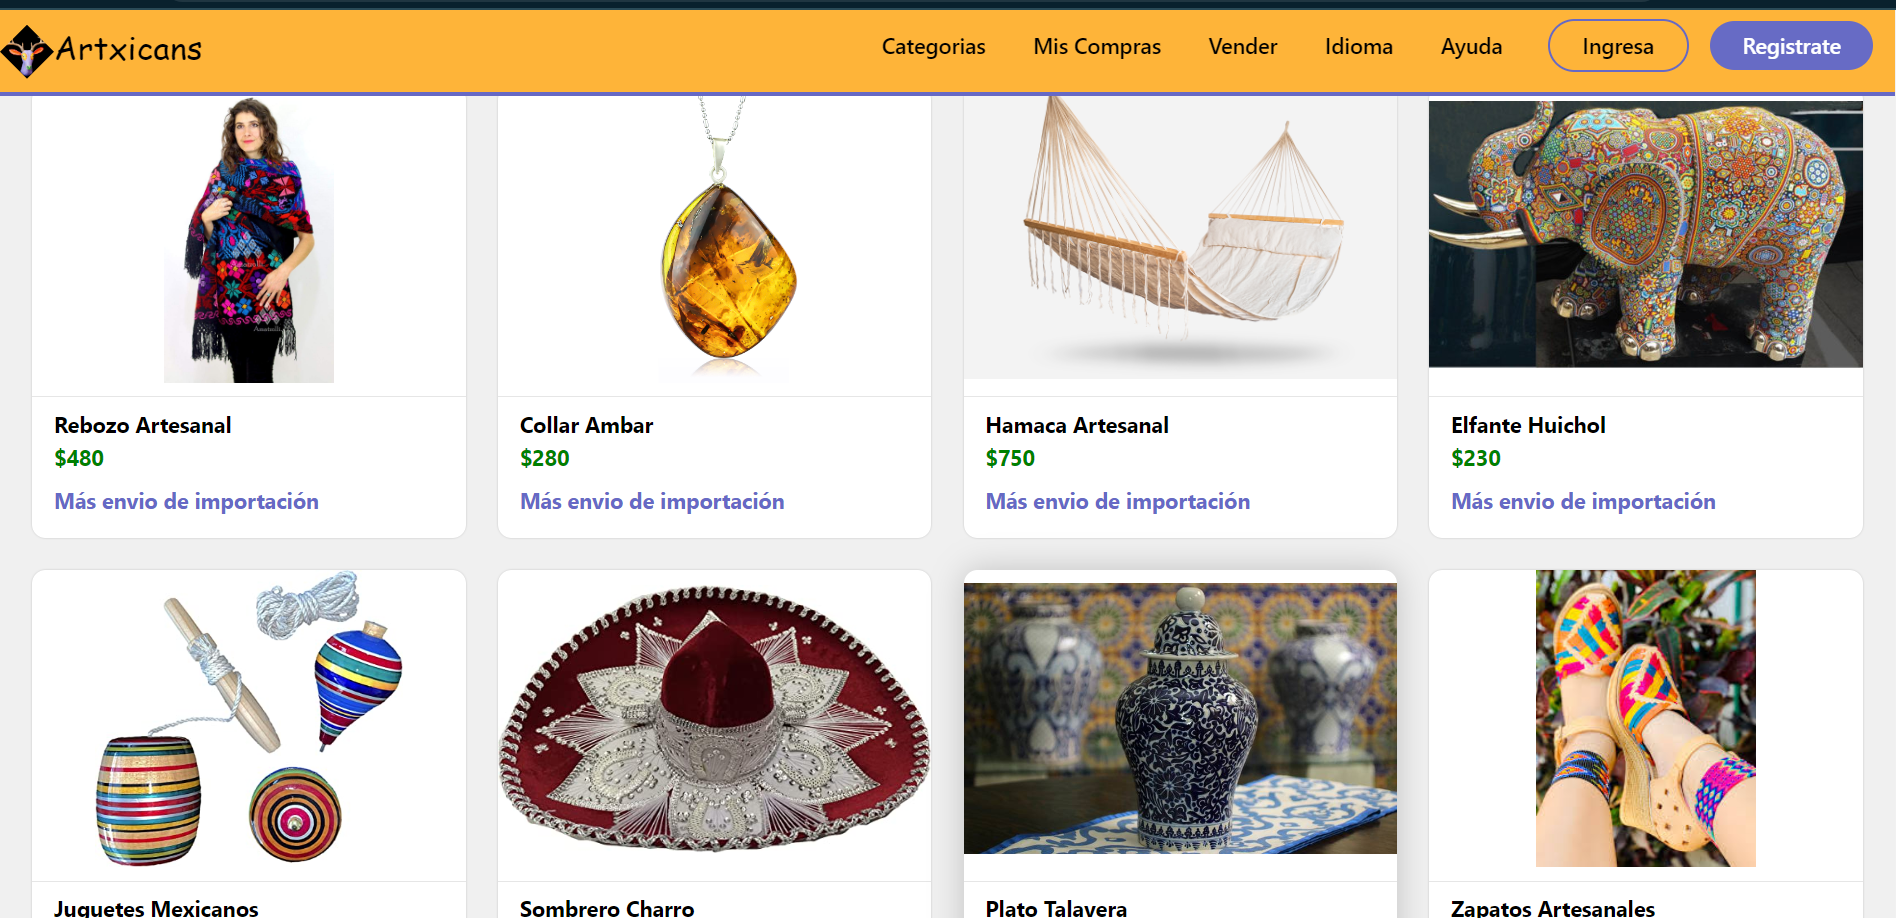 Artxicans
Categorias
Mis Compras
Vender
Idioma
Ayuda
Ingresa
Registrate
Rebozo Artesanal
$480
Más envio de importación
Collar Ambar
$280
Más envio de importación
Hamaca Artesanal
$750
Más envio de importación
Elfante Huichol
$230
Más envio de importación
Juguetes Mexicanos
Sombrero Charro
Plato Talavera
Zapatos Artesanales